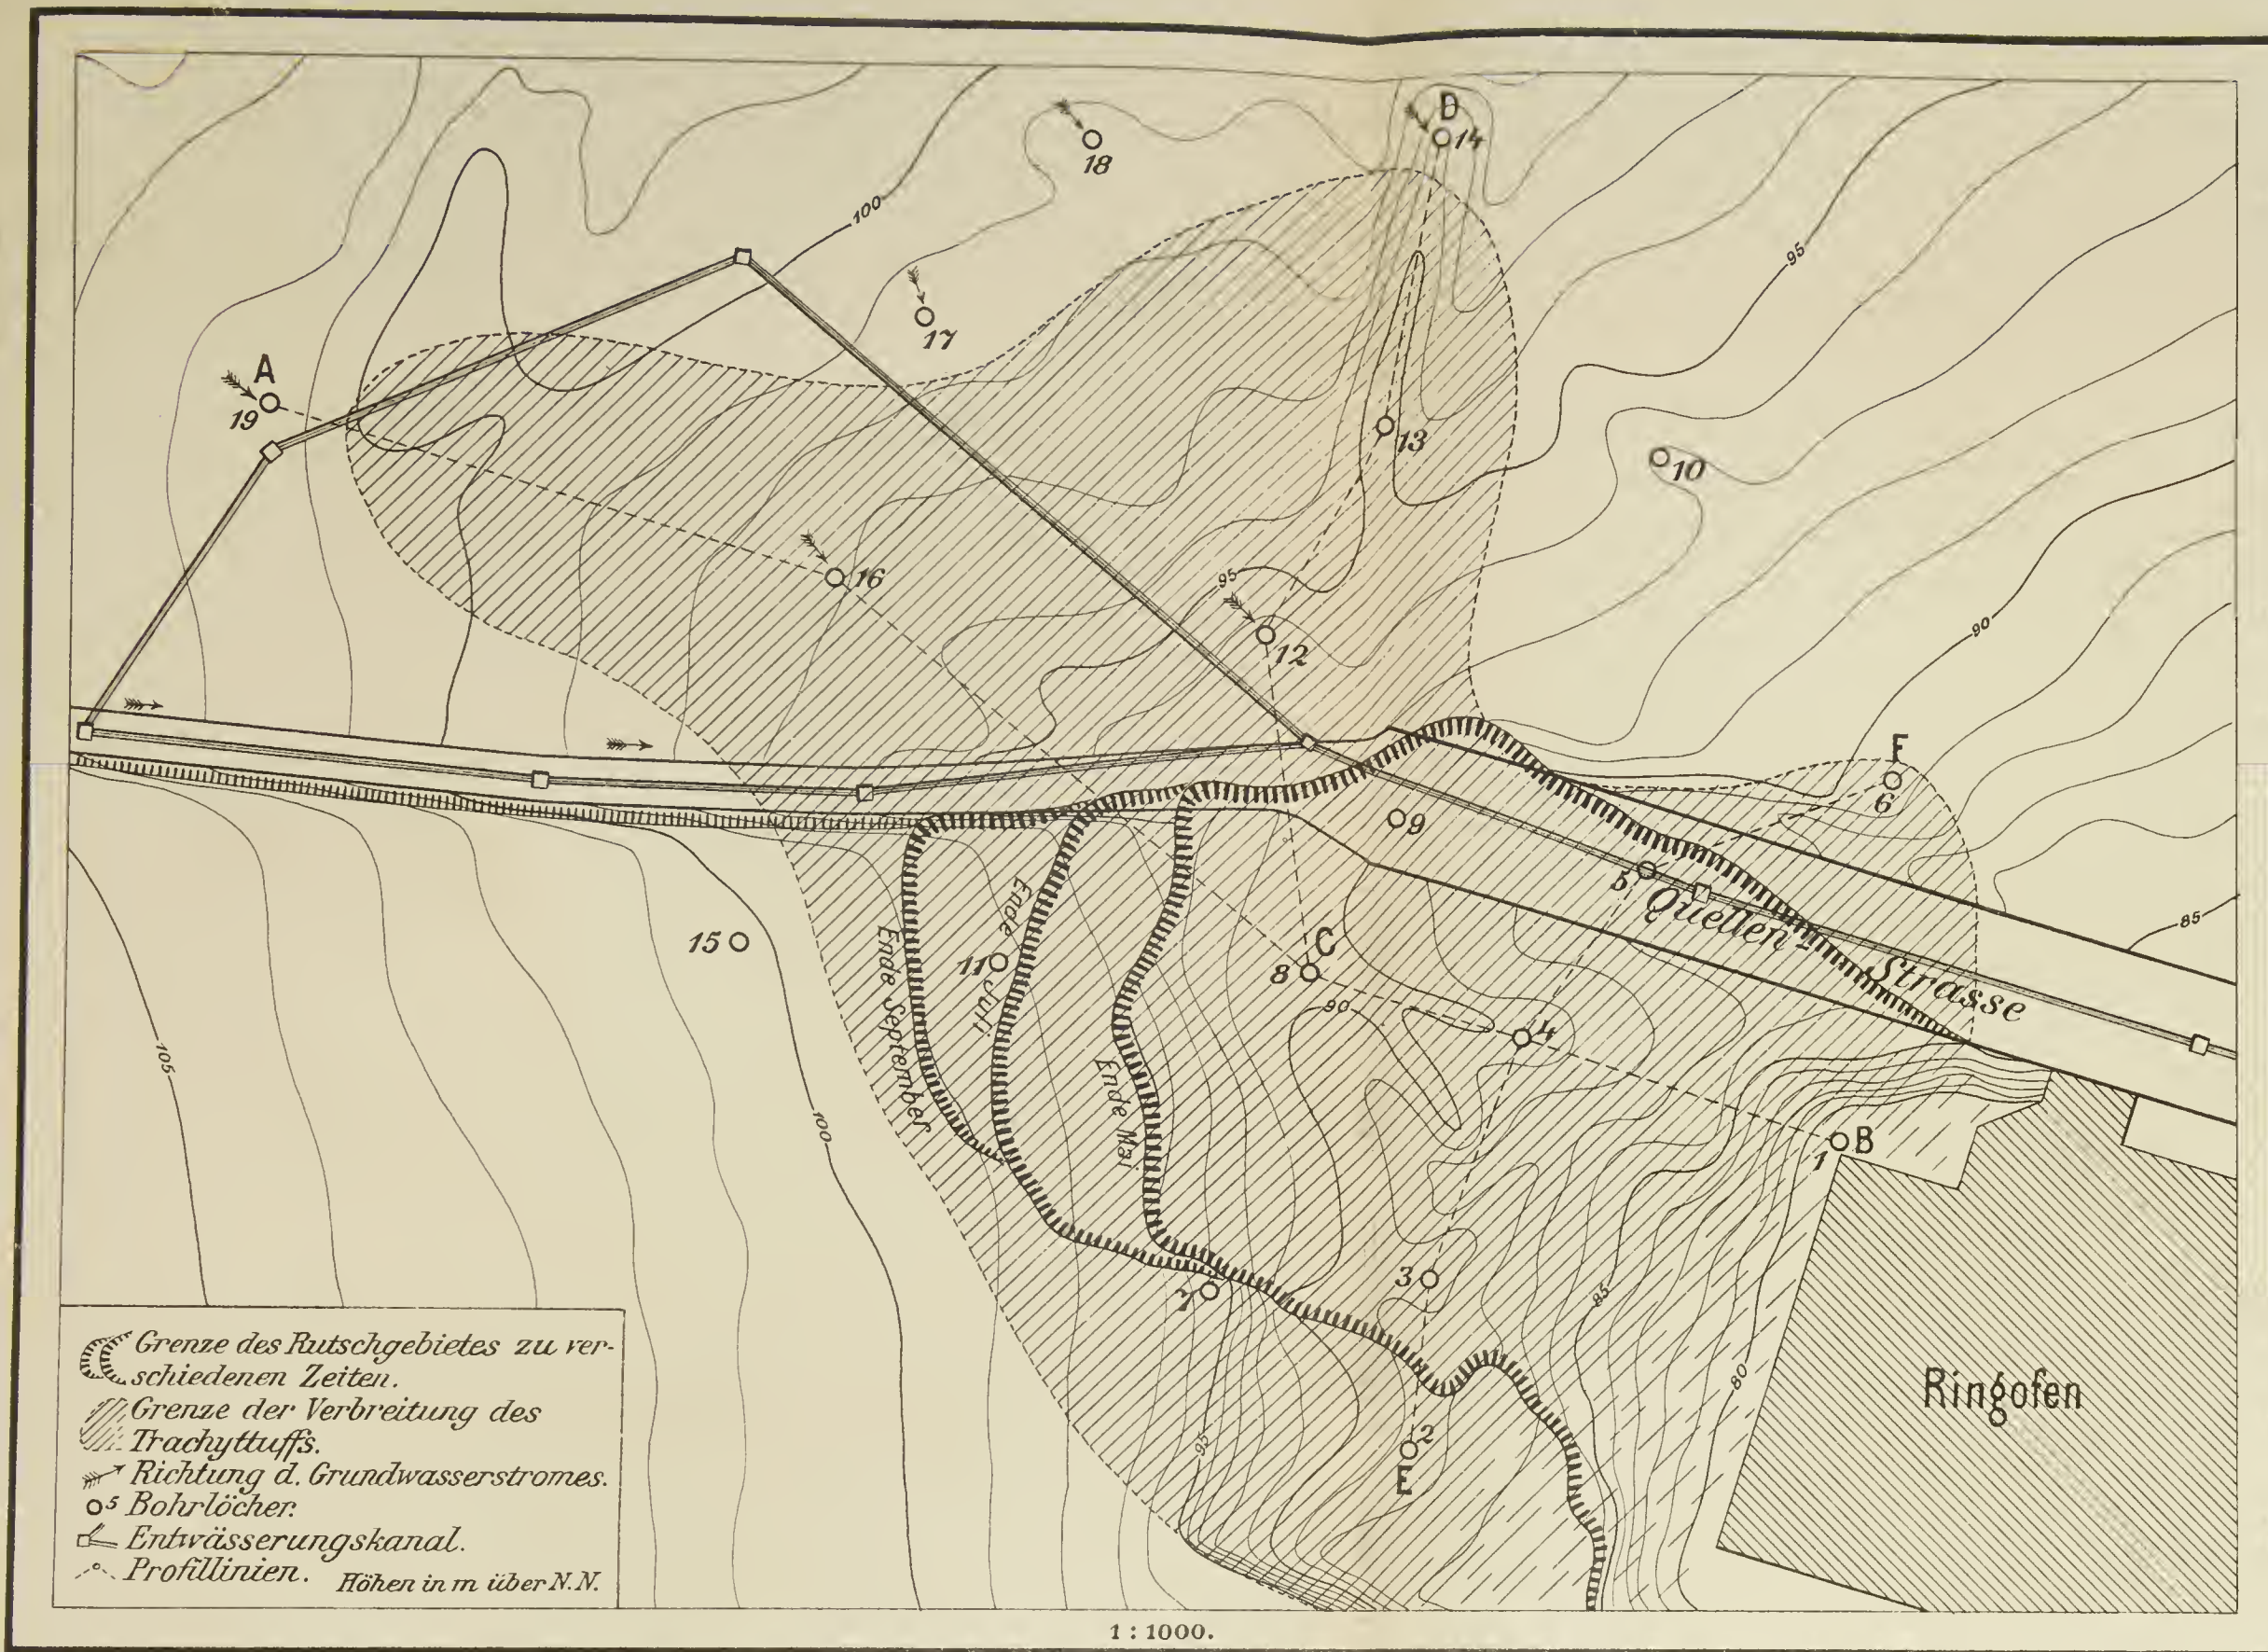 D
14
18
100
95
17
A
19
13
10
16
95
12
90
F
6
9
5
Quellen-Strasse
85
15
11
Ende Juli
Ende September
C
8
90
4
105
Ende Mai
100
B
1
3
7
85
80
95
2
E
Ringofen
Grenze des Rutschgebietes zu ver-
schiedenen Zeiten.
Grenze der Verbreitung des
Trachyttuffs.
Richtung d. Grundwasserstromes.
5 Bohrlöcher.
Entwässerungskanal.
Profillinien. Höhen in m über N.N.
1 : 1000.